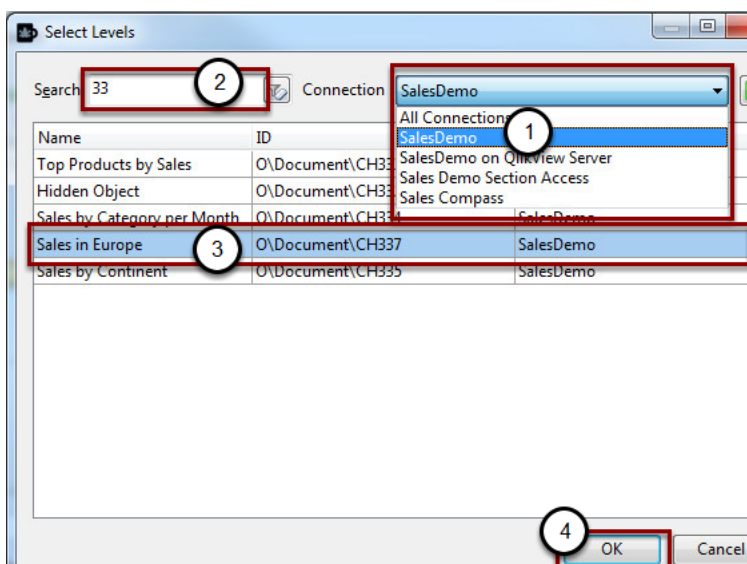 Select Levels
Search 33 2 Connection SalesDemo
All Connections
SalesDemo 1
SalesDemo on QlikView Server
Sales Demo Section Access
Sales Compass
Name ID
Top Products by Sales O\Document\CH33
Hidden Object O\Document\CH33
Sales by Category per Month O\Document\CH334 SalesDemo
Sales in Europe 3 O\Document\CH337 SalesDemo
Sales by Continent O\Document\CH335 SalesDemo
4 OK Cancel